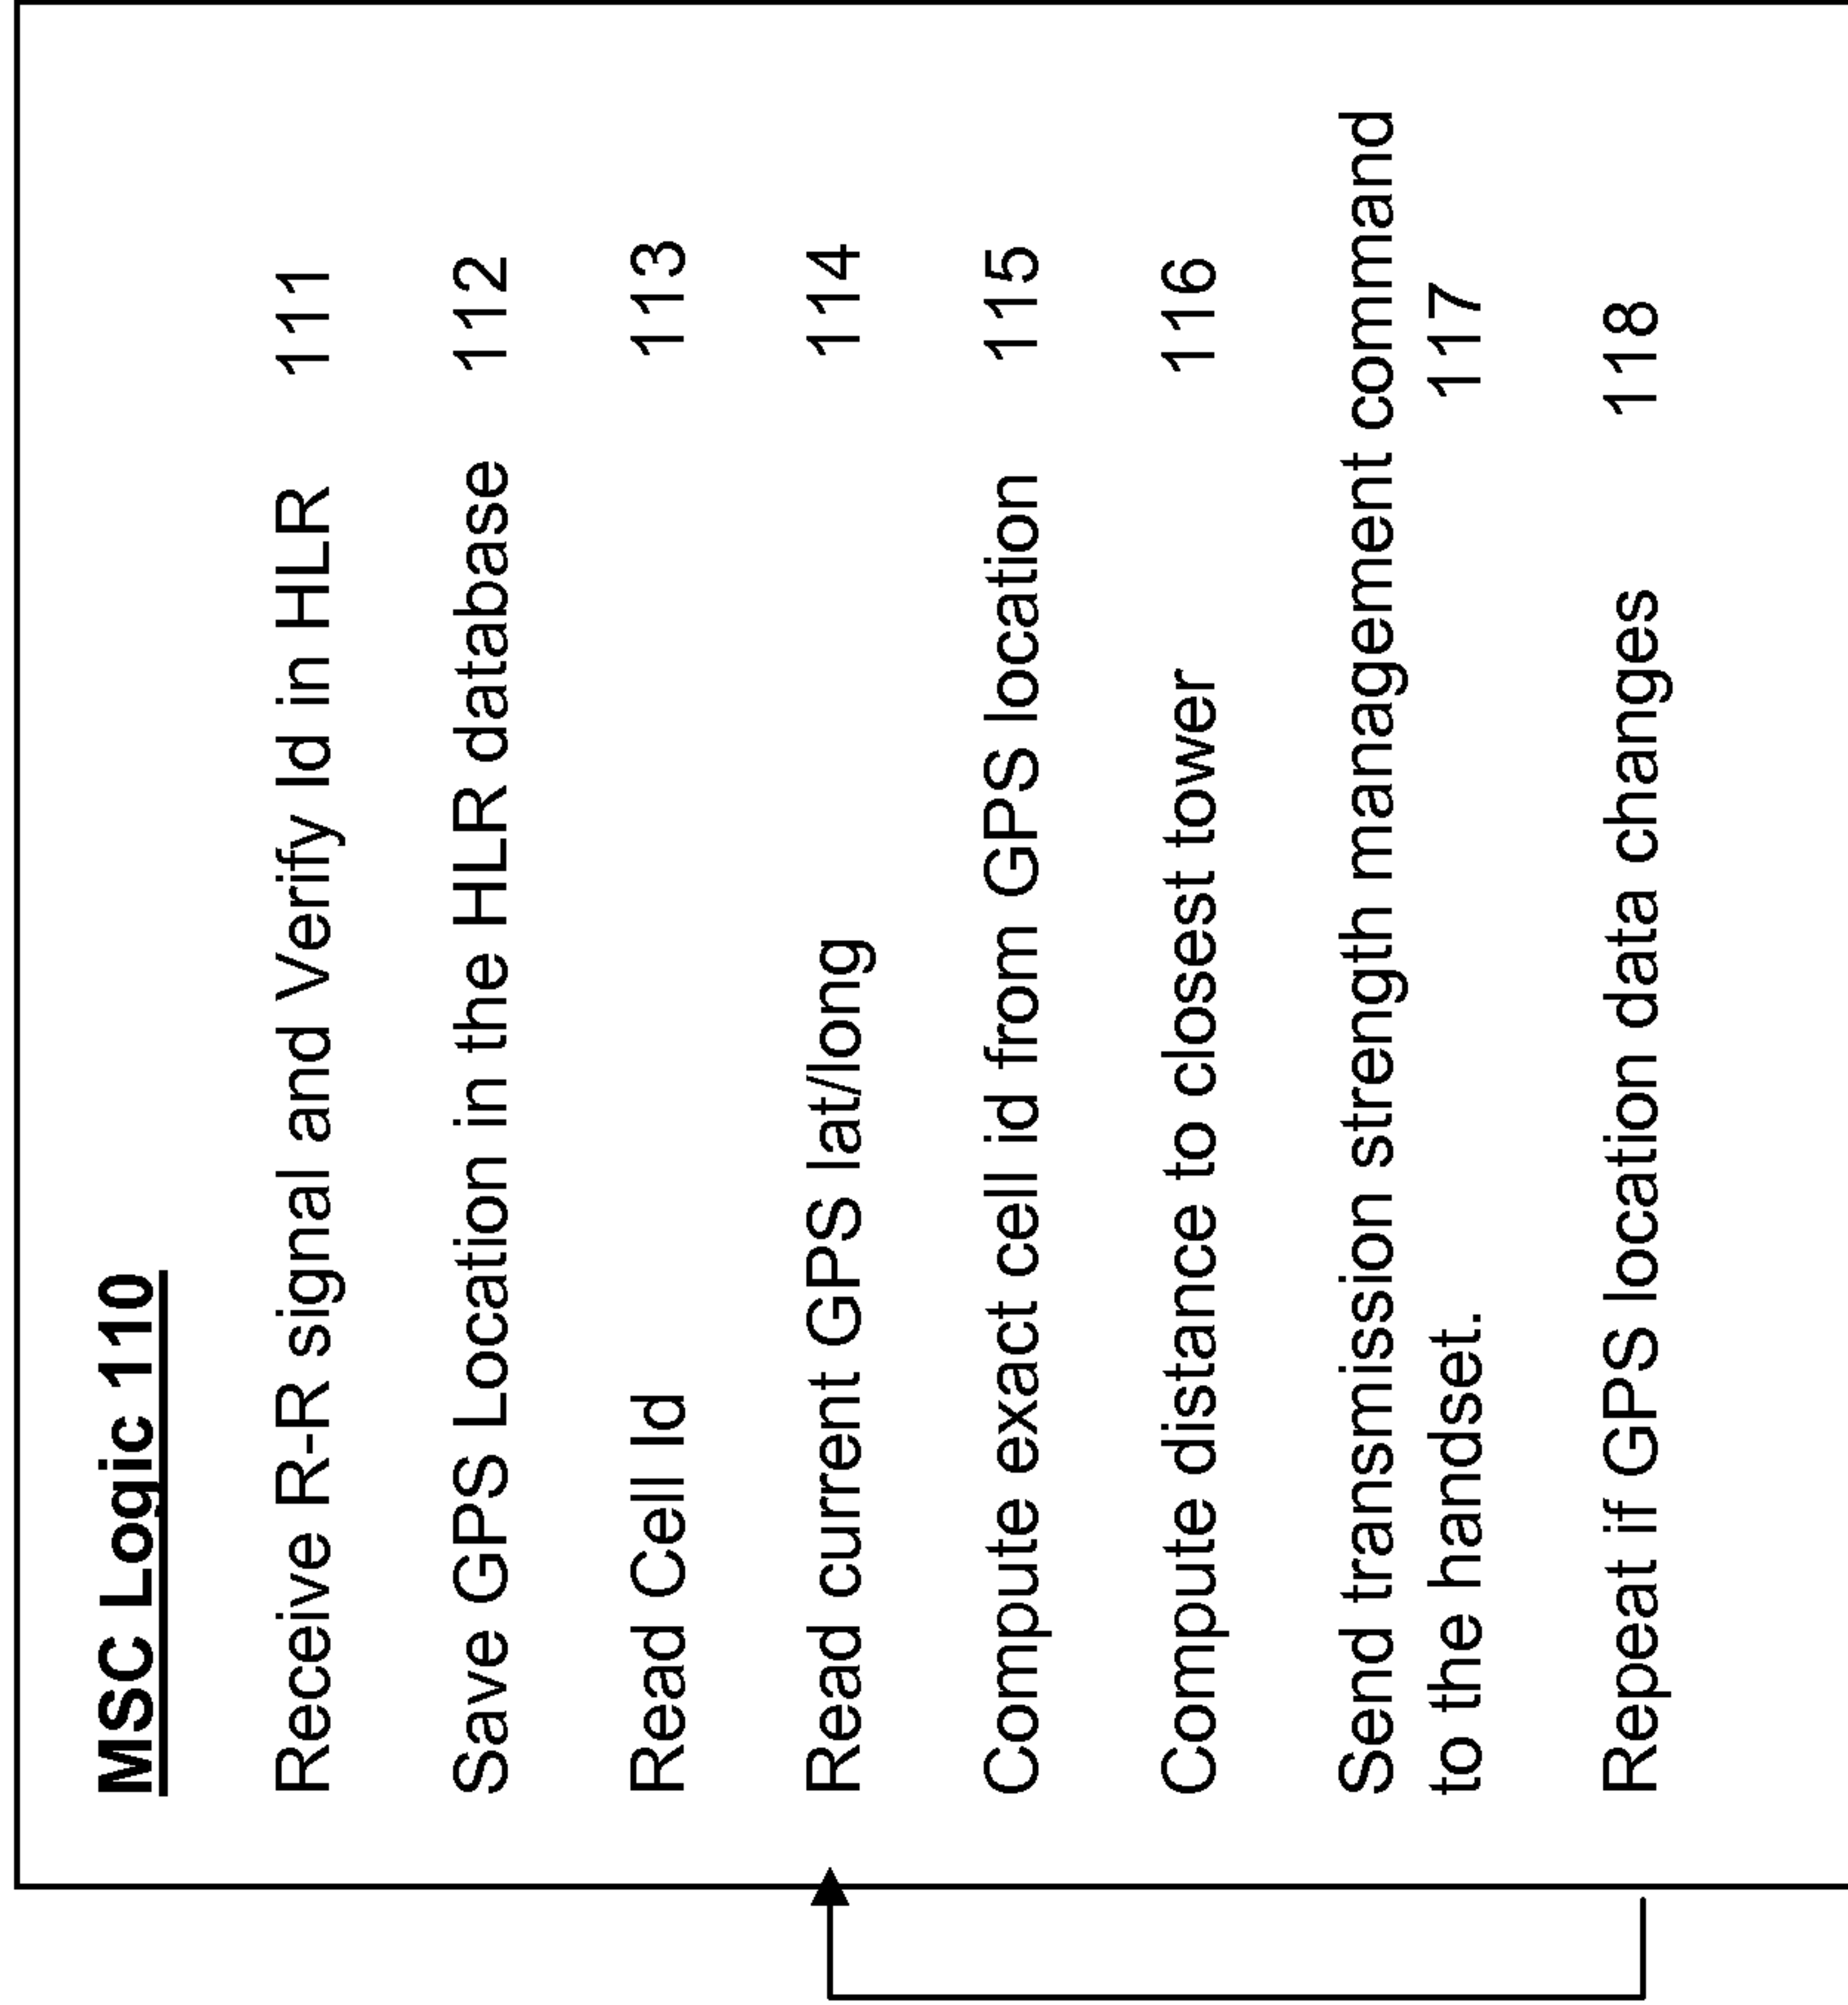 MSC Logic 110
Receive R-R signal and Verify Id in HLR 111
Save GPS Location in the HLR database 112
Read Cell Id 113
Read current GPS lat/long 114
Compute exact cell id from GPS location 115
Compute distance to closest tower 116
Send transmission strength management command
to the handset. 117
Repeat if GPS location data changes 118